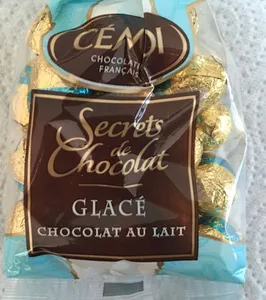 CÉMOI
CHOCOLATIER
FRANÇAIS
Secrets
de
Chocolat
GLACÉ
CHOCOLAT AU LAIT